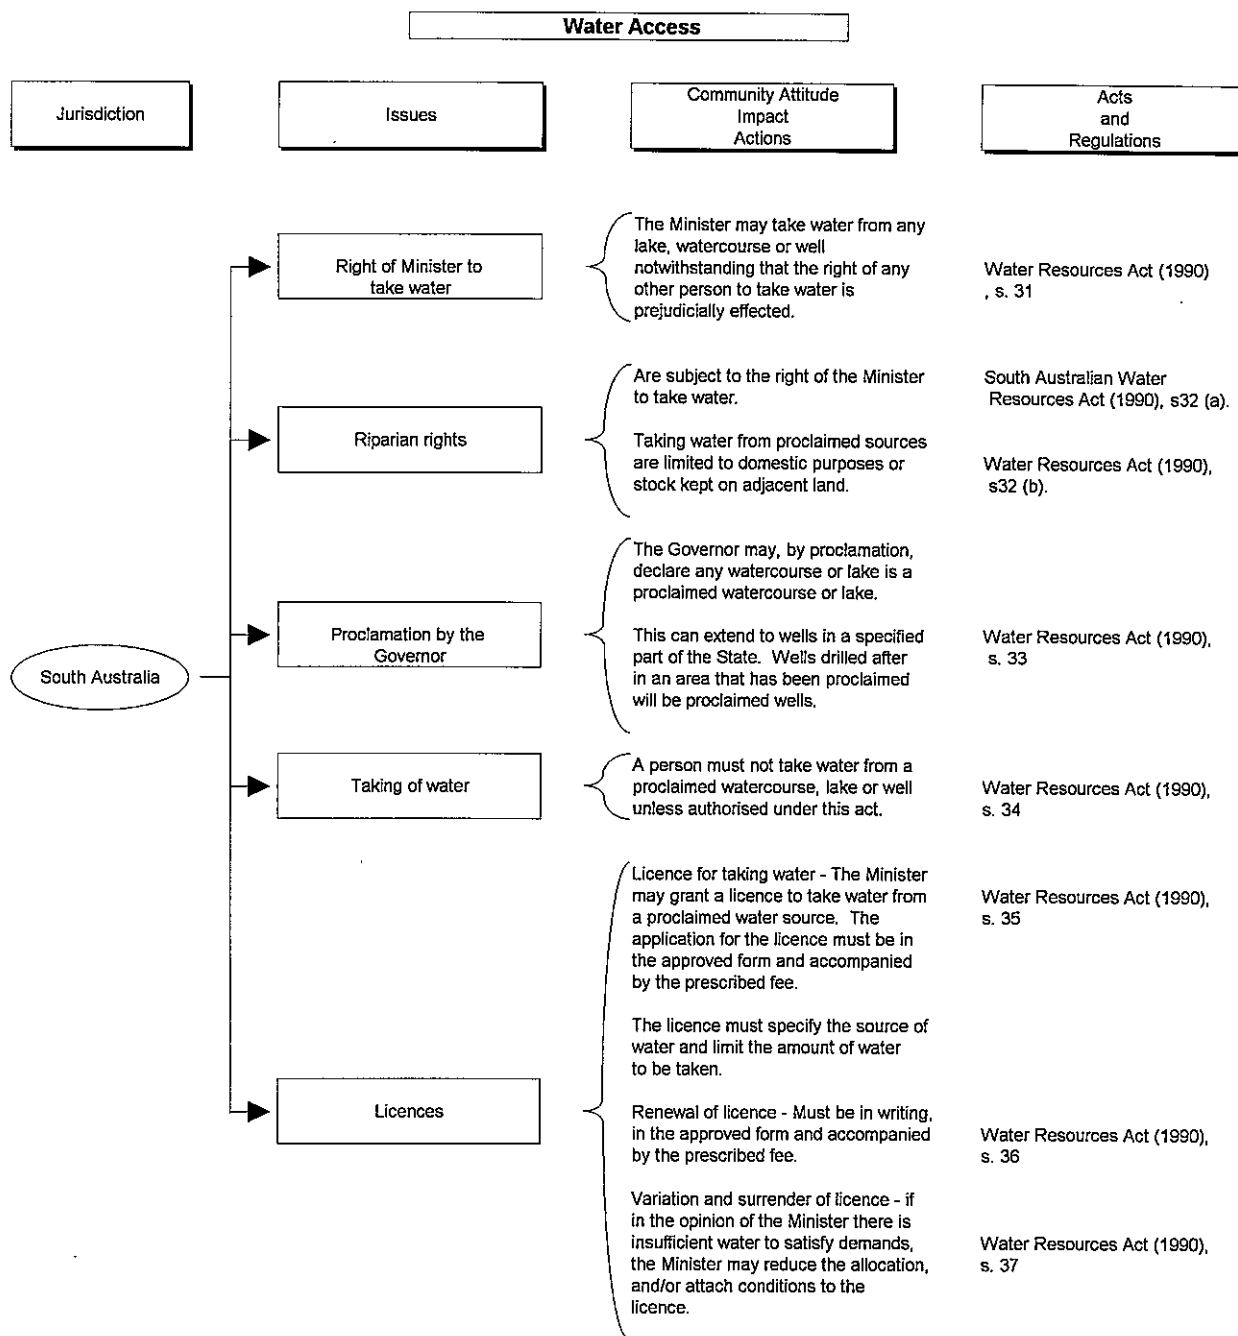 Water Access
Jurisdiction
Issues
Community Attitude
Impact
Actions
Acts
and
Regulations
South Australia
Right of Minister to
take water
The Minister may take water from any
lake, watercourse or well
notwithstanding that the right of any
other person to take water is
prejudicially effected.
Water Resources Act (1990)
, s. 31
Riparian rights
Are subject to the right of the Minister
to take water.
South Australian Water
Resources Act (1990), s32 (a).
Taking water from proclaimed sources
are limited to domestic purposes or
stock kept on adjacent land.
Water Resources Act (1990),
s32 (b).
Proclamation by the
Governor
The Governor may, by proclamation,
declare any watercourse or lake is a
proclaimed watercourse or lake.
This can extend to wells in a specified
part of the State. Wells drilled after
in an area that has been proclaimed
will be proclaimed wells.
Water Resources Act (1990),
s. 33
Taking of water
A person must not take water from a
proclaimed watercourse, lake or well
unless authorised under this act.
Water Resources Act (1990),
s. 34
Licences
Licence for taking water - The Minister
may grant a licence to take water from
a proclaimed water source. The
application for the licence must be in
the approved form and accompanied
by the prescribed fee.
Water Resources Act (1990),
s. 35
The licence must specify the source of
water and limit the amount of water
to be taken.
Renewal of licence - Must be in writing,
in the approved form and accompanied
by the prescribed fee.
Water Resources Act (1990),
s. 36
Variation and surrender of licence - if
in the opinion of the Minister there is
insufficient water to satisfy demands,
the Minister may reduce the allocation,
and/or attach conditions to the
licence.
Water Resources Act (1990),
s. 37